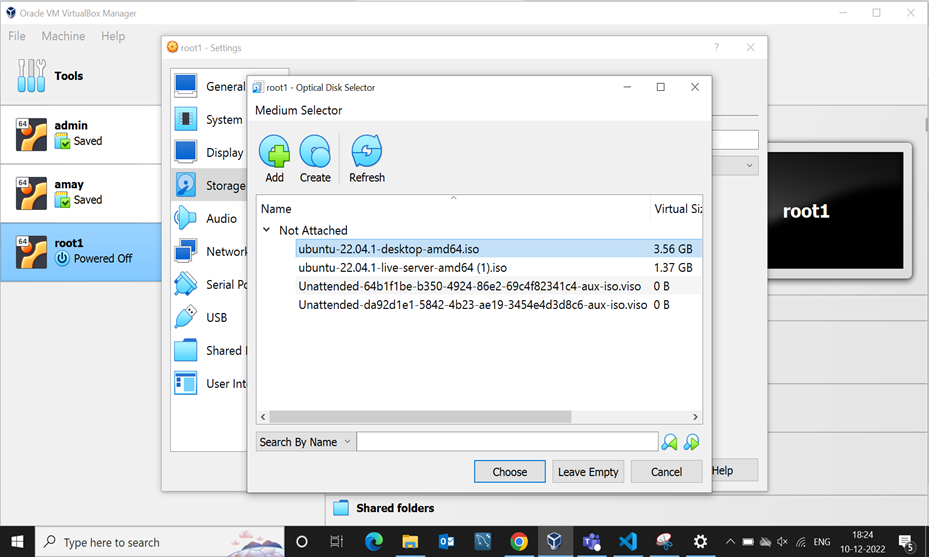 Oracle VM VirtualBox Manager
File Machine Help
root1 - Settings
?
Tools
General
root1 - Optical Disk Selector
Medium Selector
System
64
admin
Saved
Display
Add Create Refresh
Storage
64
amay
Saved
Name Virtual Siz
Audio
Not Attached
root1
64
root1
Powered Off
Network
ubuntu-22.04.1-desktop-amd64.iso 3.56 GB
ubuntu-22.04.1-live-server-amd64 (1).iso 1.37 GB
Serial Po
Unattended-64b1f1be-b350-4924-86e2-69c4f82341c4-aux-iso.viso 0 B
Unattended-da92d1e1-5842-4b23-ae19-3454e4d3d8c6-aux-iso.viso 0 B
USB
Shared
User Int
Search By Name
Choose Leave Empty Cancel Help
Shared folders
Type here to search
ENG
18:24
10-12-2022
5